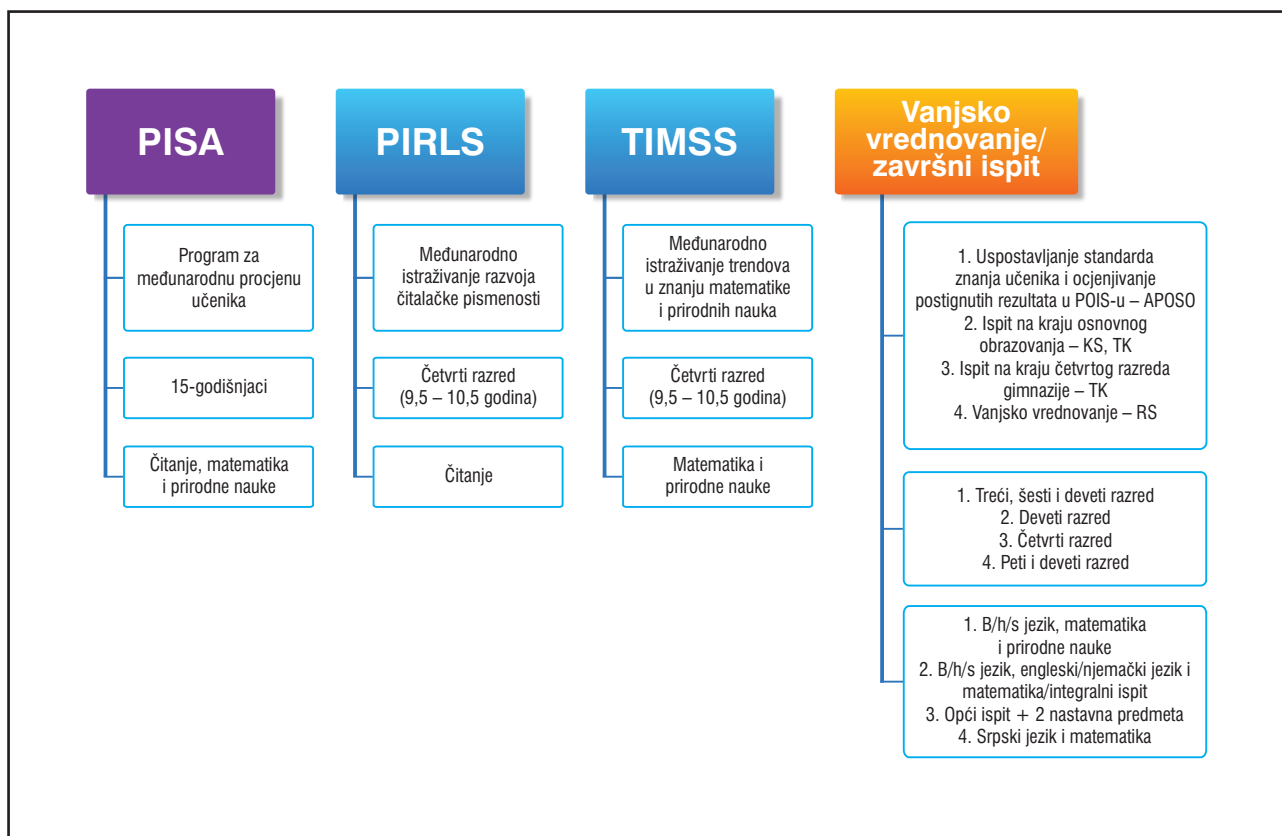 PISA
Program za
međunarodnu procjenu
učenika
15-godišnjaci
Čitanje, matematika
i prirodne nauke
PIRLS
Međunarodno
istraživanje razvoja
čitalačke pismenosti
Četvrti razred
(9,5 – 10,5 godina)
Čitanje
TIMSS
Međunarodno
istraživanje trendova
u znanju matematike
i prirodnih nauka
Četvrti razred
(9,5 – 10,5 godina)
Matematika i
prirodne nauke
Vanjsko
vrednovanje/
završni ispit
1. Uspostavljanje standarda
znanja učenika i ocjenjivanje
postignutih rezultata u POIS-u – APOSO
2. Ispit na kraju osnovnog
obrazovanja – KS, TK
3. Ispit na kraju četvrtog razreda
gimnazije – TK
4. Vanjsko vrednovanje – RS
1. Treći, šesti i deveti razred
2. Deveti razred
3. Četvrti razred
4. Peti i deveti razred
1. B/h/s jezik, matematika
i prirodne nauke
2. B/h/s jezik, engleski/njemački jezik i
matematika/integralni ispit
3. Opći ispit + 2 nastavna predmeta
4. Srpski jezik i matematika